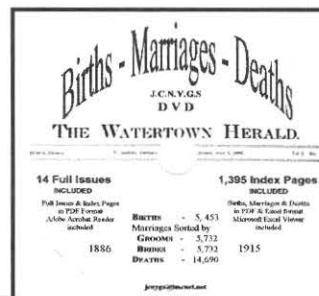 Births - Marriages - Deaths
J.C.N.Y.G.S
DVD
THE WATERTOWN HERALD.
14 Full Issues
INCLUDED
Full Issues & Index Pages
in PDF Format
Adobe Acrobat Reader
included
1886
1,395 Index Pages
INCLUDED
Births, Marriages & Deaths
in PDF & Excel format
Microsoft Excel Viewer
included
1915
BIRTHS - 5, 453
Marriages Sorted by
GROOMS - 5,732
BRIDES - 5,732
DEATHS - 14,690